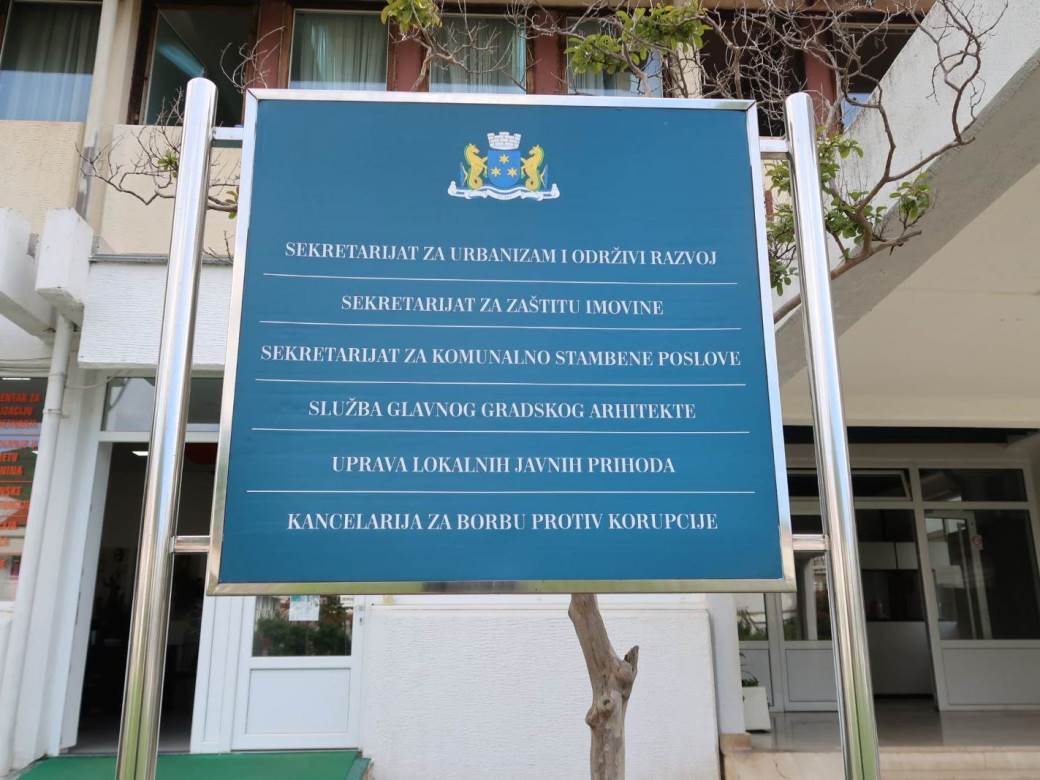 SEKRETARIJAT ZA URBANIZAM I ODRŽIVI RAZVOJ
SEKRETARIJAT ZA ZAŠTITU IMOVINE
SEKRETARIJAT ZA KOMUNALNO STAMBENE POSLOVE
SLUŽBA GLAVNOG GRADSKOG ARHITEKTE
UPRAVA LOKALNIH JAVNIH PRIHODA
KANCELARIJA ZA BORBU PROTIV KORUPCIJE